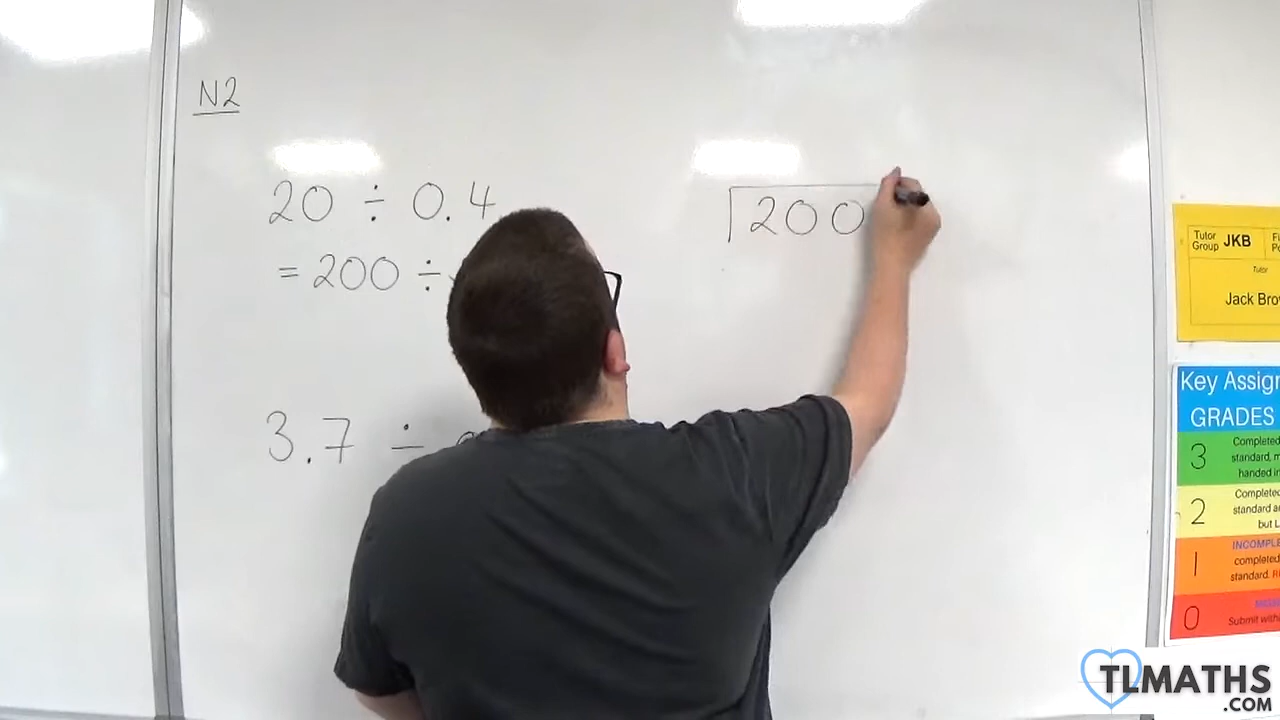 N2
20 ÷ 0.4
= 200 ÷
3.7 ÷
200
Tutor Group JKB
Tutor
Jack Bro
Key Assign
GRADES
3 Completed
standard, m
handed in
2 Completed
standard a
but L
1 INCOMPLE
completed
standard. R
0
Submit with
TLMATHS
.COM